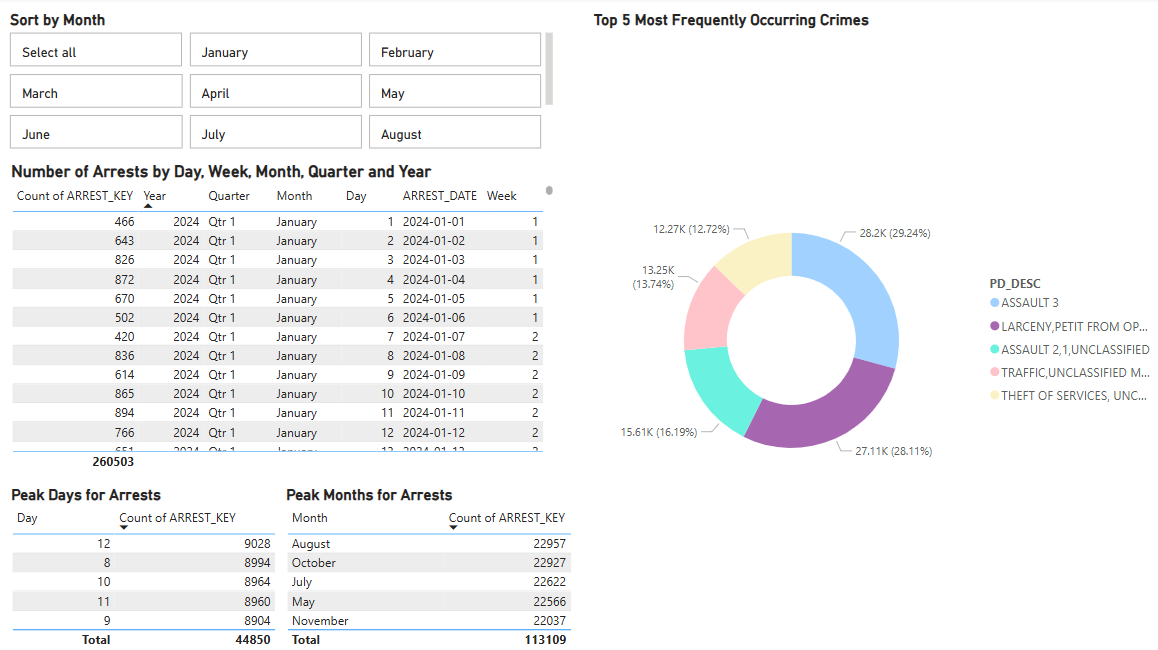 Sort by Month
Select all January February
March April May
June July August
Number of Arrests by Day, Week, Month, Quarter and Year
Count of ARREST_KEY Year Quarter Month Day ARREST_DATE Week
466 2024 Qtr 1 January 1 2024-01-01 1
643 2024 Qtr 1 January 2 2024-01-02 1
826 2024 Qtr 1 January 3 2024-01-03 1
872 2024 Qtr 1 January 4 2024-01-04 1
670 2024 Qtr 1 January 5 2024-01-05 1
502 2024 Qtr 1 January 6 2024-01-06 1
420 2024 Qtr 1 January 7 2024-01-07 2
836 2024 Qtr 1 January 8 2024-01-08 2
614 2024 Qtr 1 January 9 2024-01-09 2
865 2024 Qtr 1 January 10 2024-01-10 2
894 2024 Qtr 1 January 11 2024-01-11 2
766 2024 Qtr 1 January 12 2024-01-12 2
260503
Peak Days for Arrests
Day Count of ARREST_KEY
12 9028
8 8994
10 8964
11 8960
9 8904
Total 44850
Peak Months for Arrests
Month Count of ARREST_KEY
August 22957
October 22927
July 22622
May 22566
November 22037
Total 113109
Top 5 Most Frequently Occurring Crimes
12.27K (12.72%)
28.2K (29.24%)
13.25K
(13.74%)
15.61K (16.19%)
27.11K (28.11%)
PD_DESC
ASSAULT 3
LARCENY,PETIT FROM OP...
ASSAULT 2,1,UNCLASSIFIED
TRAFFIC,UNCLASSIFIED M...
THEFT OF SERVICES, UNC...